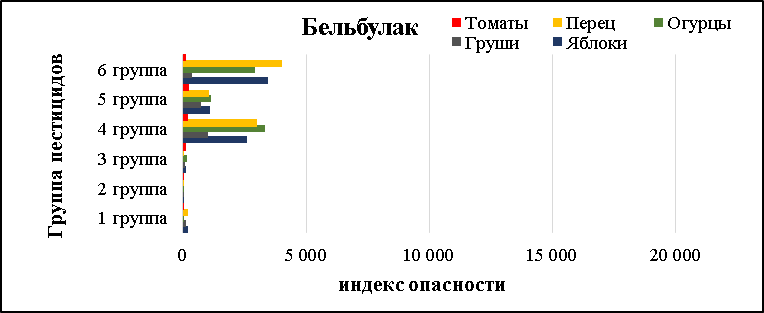 Бельбулак
Томаты Перец Огурцы
Груши Яблоки
Группа пестицидов
6 группа
5 группа
4 группа
3 группа
2 группа
1 группа
0 5 000 10 000 15 000 20 000
индекс опасности